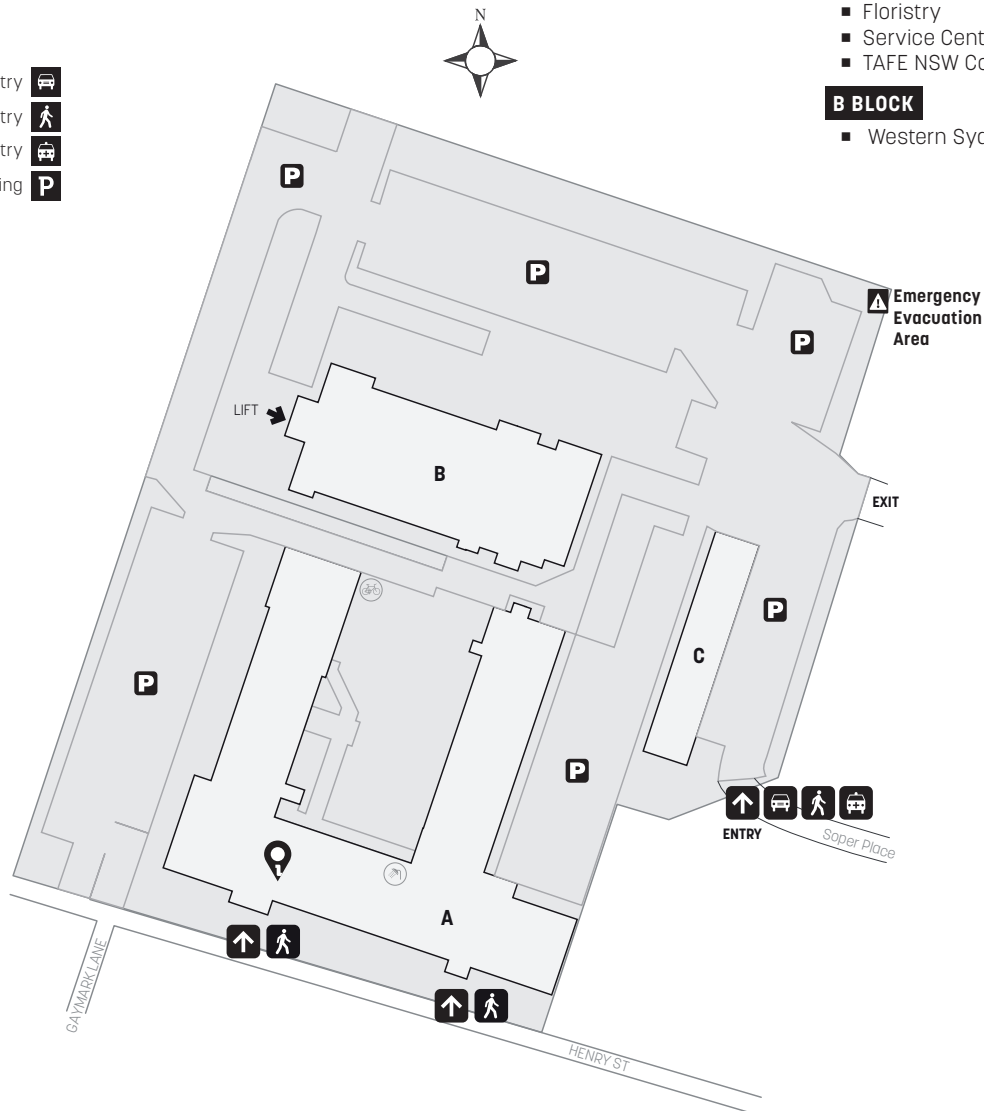 N
Floristry
Service Cent
TAFE NSW Co
B BLOCK
Western Syd
try
try
try
ing P
P
P
P
Emergency
Evacuation
Area
LIFT
B
EXIT
P
C
P
P
ENTRY
Soper Place
A
GAYMARK LANE
HENRY ST